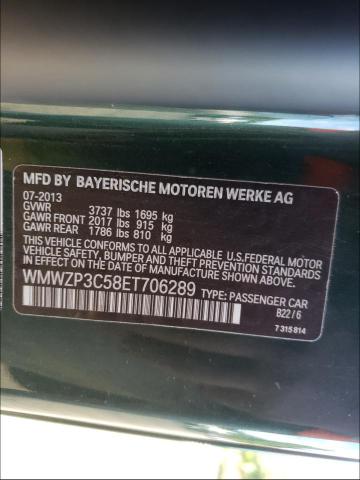 MFD BY BAYERISCHE MOTOREN WERKE AG
07-2013
GVWR 3737 lbs 1695 kg
GAWR FRONT 2017 lbs 915 kg
GAWR REAR 1786 lbs 810 kg
THIS VEHICLE CONFORMS TO ALL APPLICABLE U.S.FEDERAL MOTOR
VEHICLE SAFETY, BUMPER AND THEFT PREVENTION STANDARDS IN
EFFECT ON THE DATE OF MANUFACTURE SHOWN ABOVE.
WMWZP3C58ET706289 TYPE: PASSENGER CAR
B22/6
7 315 814